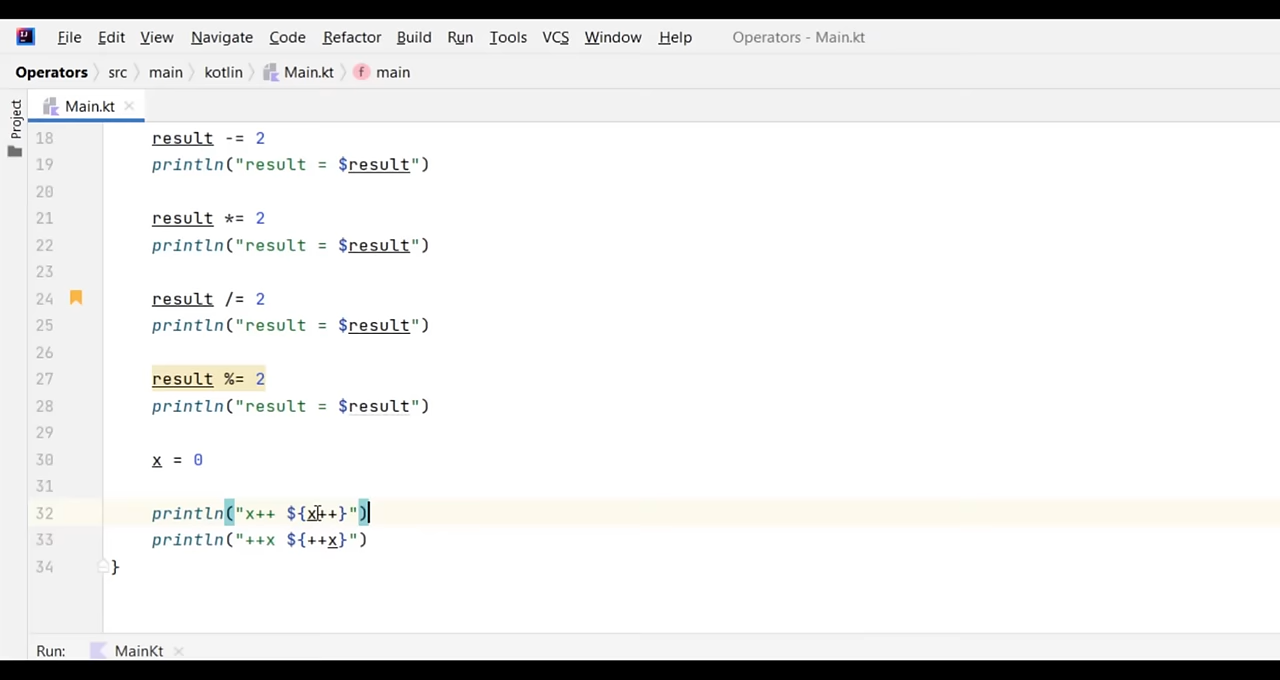 File Edit View Navigate Code Refactor Build Run Tools VCS Window Help Operators - Main.kt
Operators src main kotlin Main.kt f main
Project
Main.kt
18 result -= 2
19 println("result = $result")
20
21 result *= 2
22 println("result = $result")
23
24 result /= 2
25 println("result = $result")
26
27 result %= 2
28 println("result = $result")
29
30 x = 0
31
32 println("x++ ${x++}")
33 println("++x ${++x}")
34 }
Run: MainKt